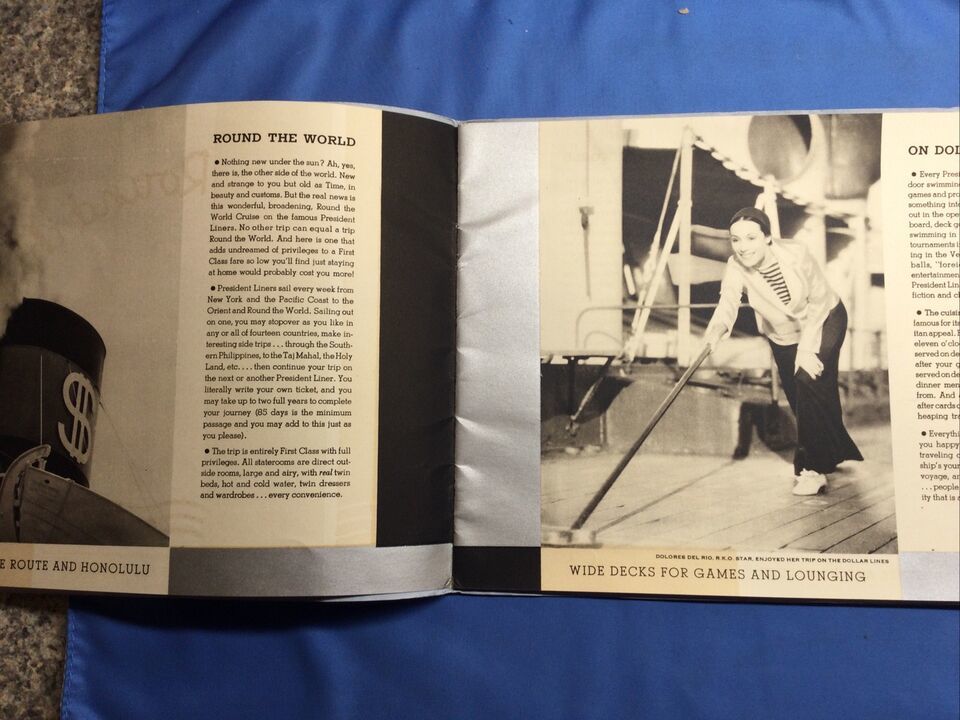 ROUND THE WORLD
● Nothing new under the sun? Ah, yes,
there is, the other side of the world. New
and strange to you but old as Time, in
beauty and customs. But the real news is
this wonderful, broadening, Round the
World Cruise on the famous President
Liners. No other trip can equal a trip
Round the World. And here is one that
adds undreamed of privileges to a First
Class fare so low you'll find just staying
at home would probably cost you more!
● President Liners sail every week from
New York and the Pacific Coast to the
Orient and Round the World. Sailing out
on one, you may stopover as you like in
any or all of fourteen countries, make in-
teresting side trips . . . through the South-
ern Philippines, to the Taj Mahal, the Holy
Land, etc. . . . then continue your trip on
the next or another President Liner. You
literally write your own ticket, and you
may take up to two full years to complete
your journey (85 days is the minimum
passage and you may add to this just as
you please).
● The trip is entirely First Class with full
privileges. All staterooms are direct out-
side rooms, large and airy, with real twin
beds, hot and cold water, twin dressers
and wardrobes . . . every convenience.
$
E ROUTE AND HONOLULU
DOLORES DEL RIO, R.K.O. STAR, ENJOYED HER TRIP ON THE DOLLAR LINES
WIDE DECKS FOR GAMES AND LOUNGING
ON DOL
● Every Presi
door swimmin
games and pro
something inte
out in the ope
board, deck go
swimming in
tournaments i
ing in the Ve
balls, "forei
entertainmen
President Lin
fiction and c
● The cuisi
famous for its
itan appeal. B
eleven o'clo
served on de
after your g
served on de
dinner men
from. And
after cards o
heaping tra
● Everythi
you happy
traveling
ship's your
voyage, a
. . . people
ity that is a